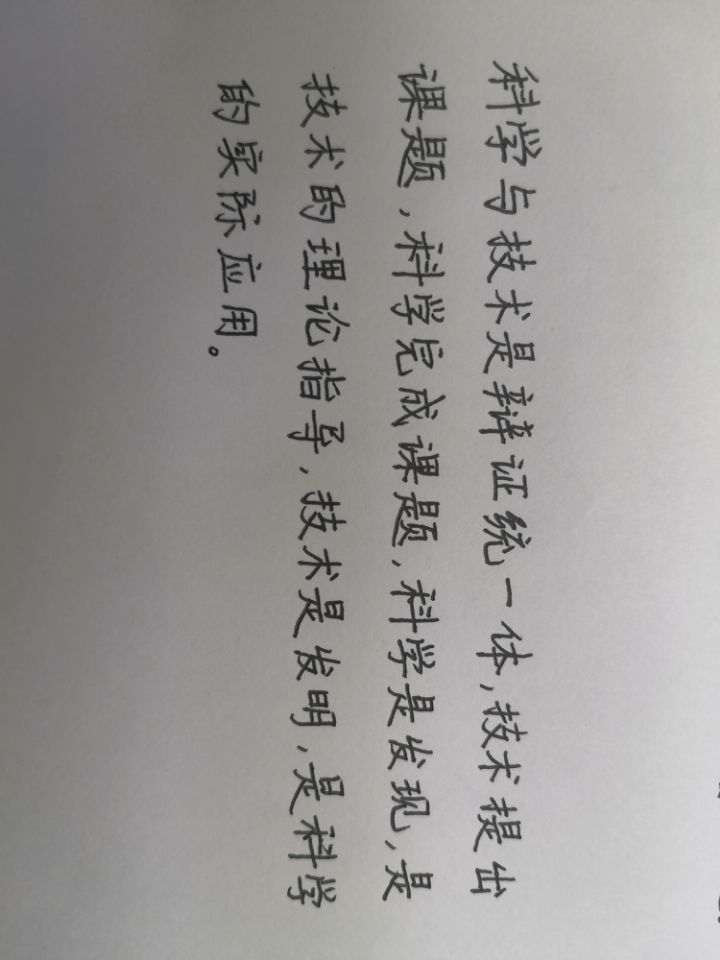 科学与技术是辩证统一体,技术提出
课题,科学完成课题,科学是发现,是
技术的理论指导,技术是发明,是科学
的实际应用。